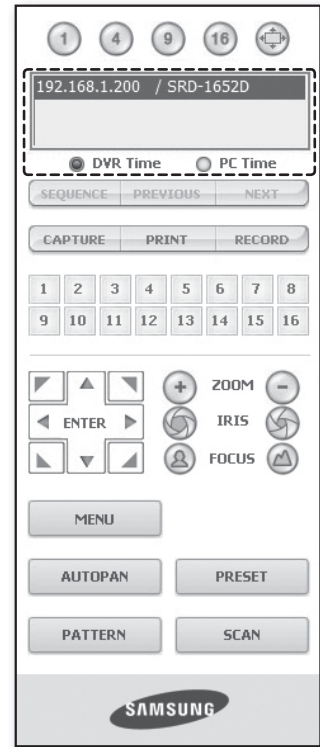 1 4 9 16
192.168.1.200 / SRD-1652D
DVR Time PC Time
SEQUENCE PREVIOUS NEXT
CAPTURE PRINT RECORD
1 2 3 4 5 6 7 8
9 10 11 12 13 14 15 16
ZOOM
ENTER IRIS
FOCUS
MENU
AUTOPAN PRESET
PATTERN SCAN
SAMSUNG